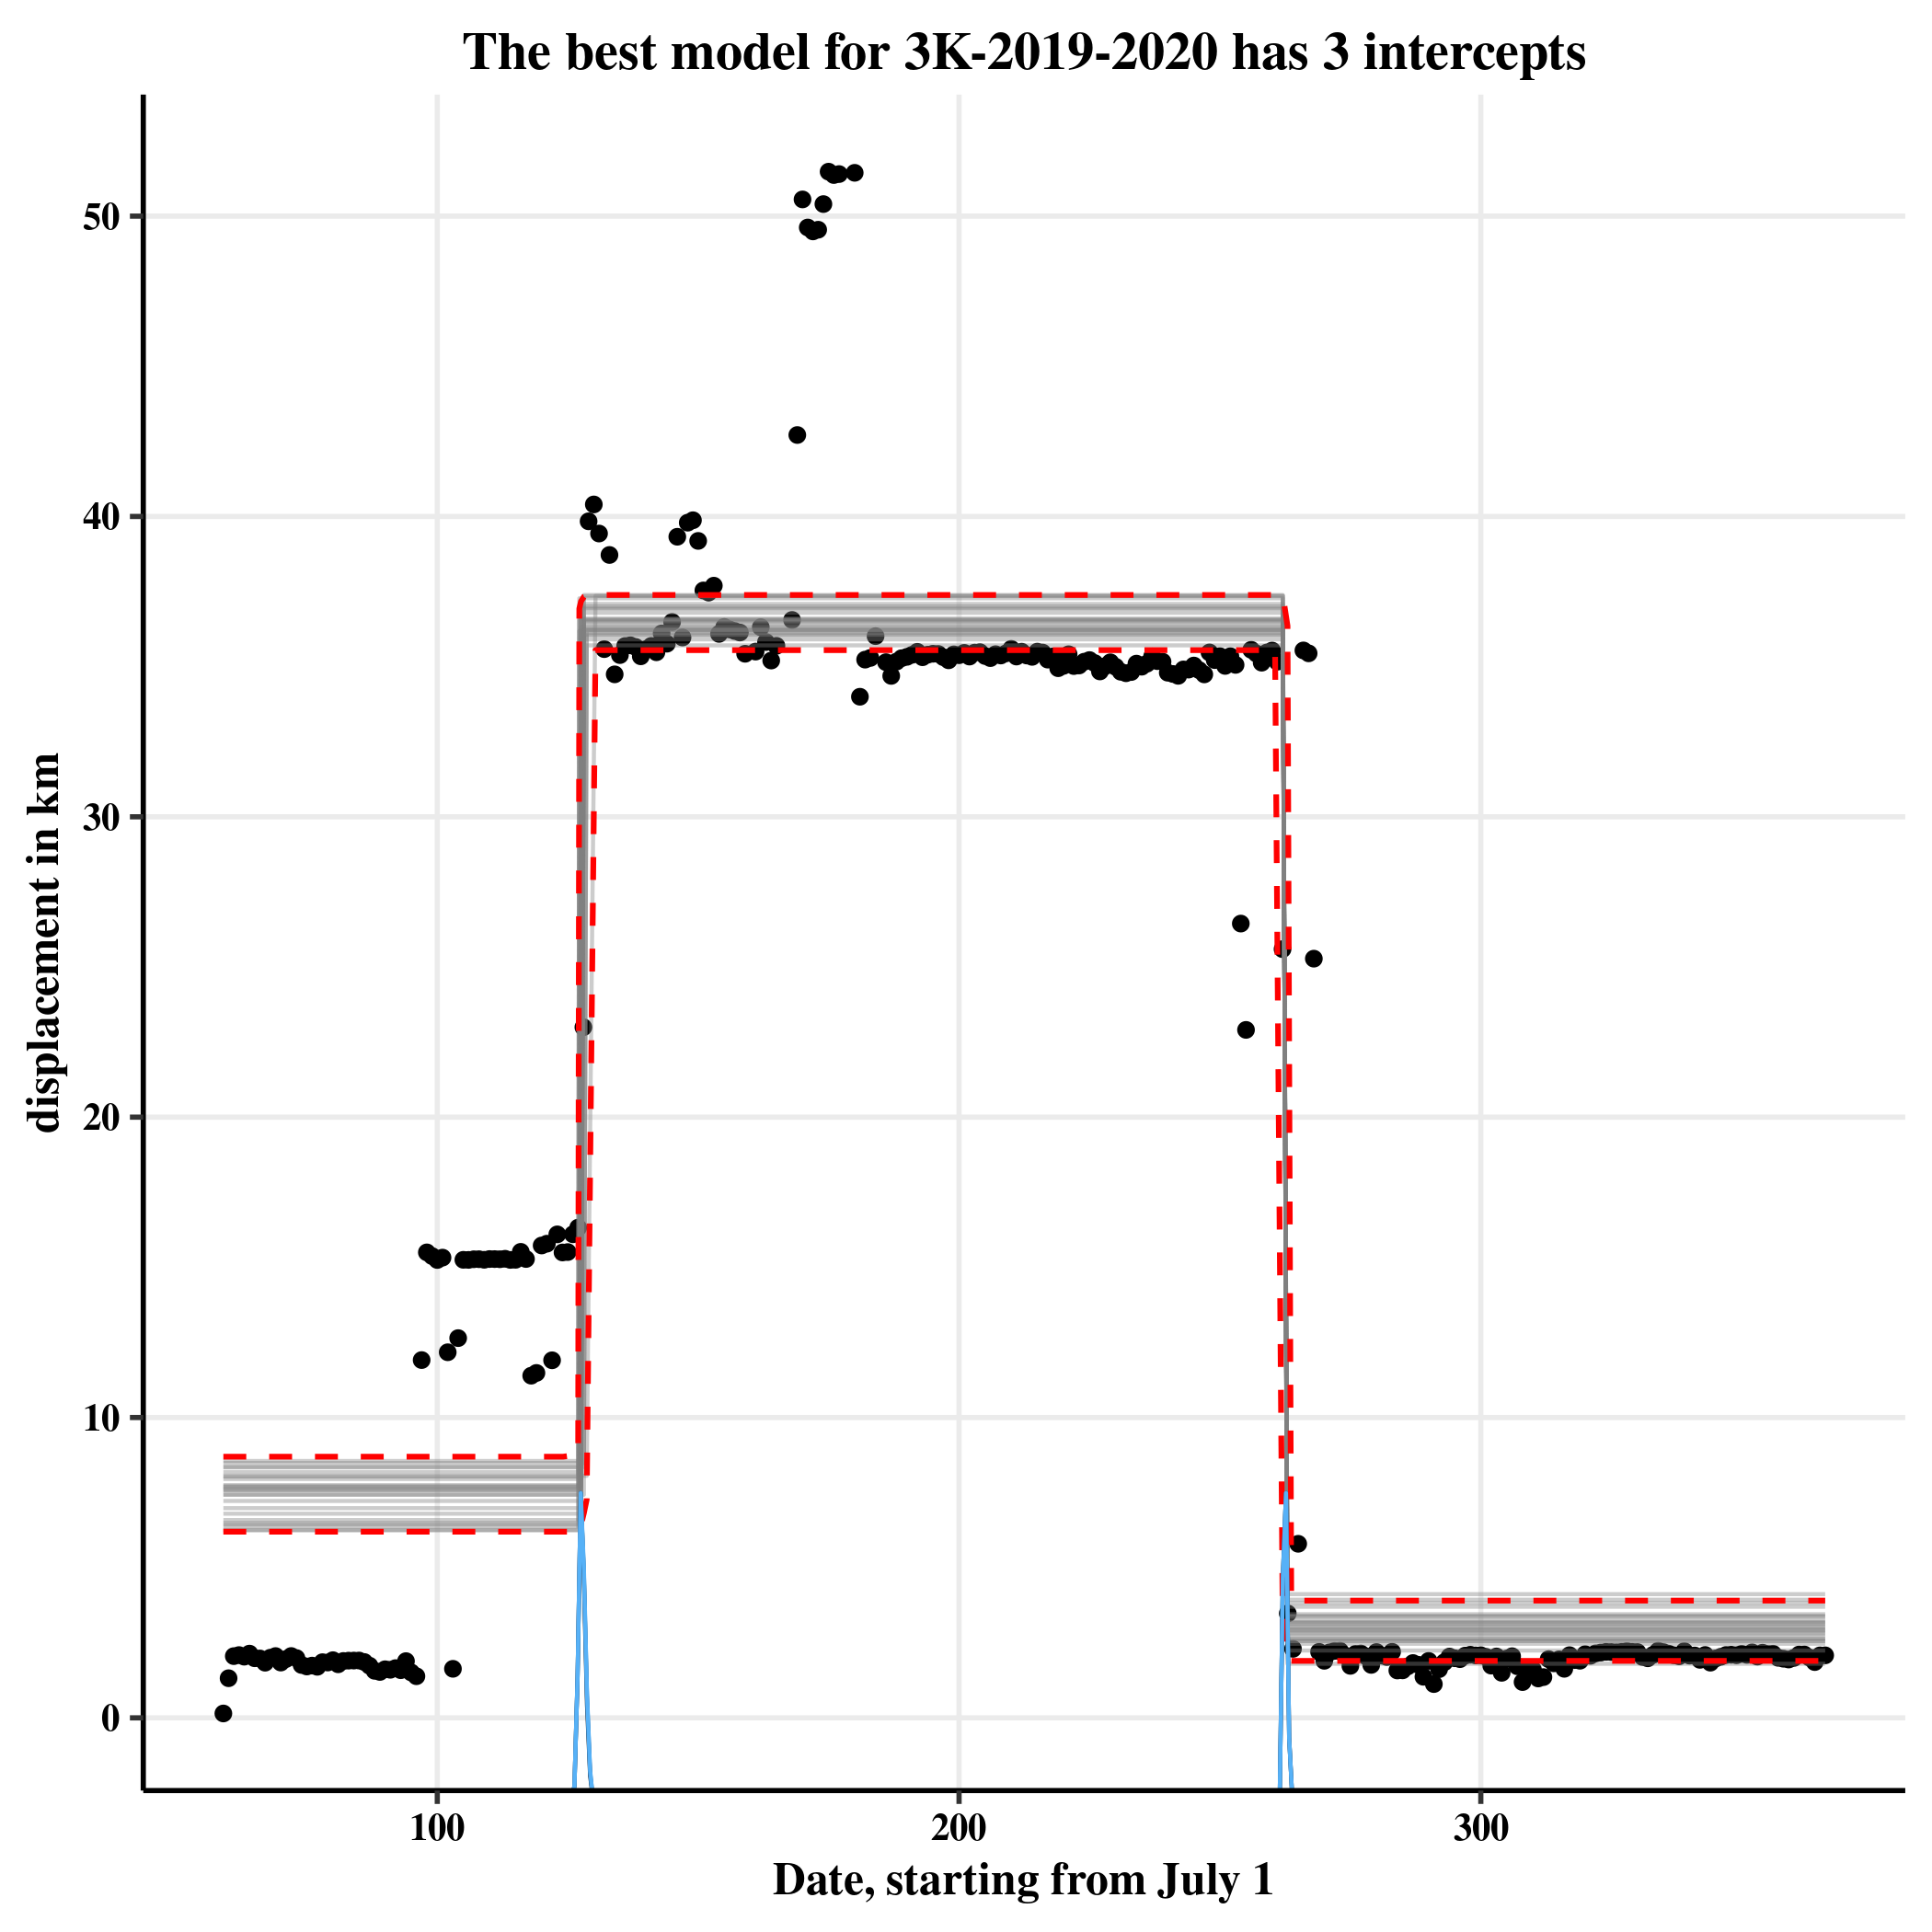 The best model for 3K-2019-2020 has 3 intercepts
displacement in km
50
40
30
20
10
0
100 200 300
Date, starting from July 1